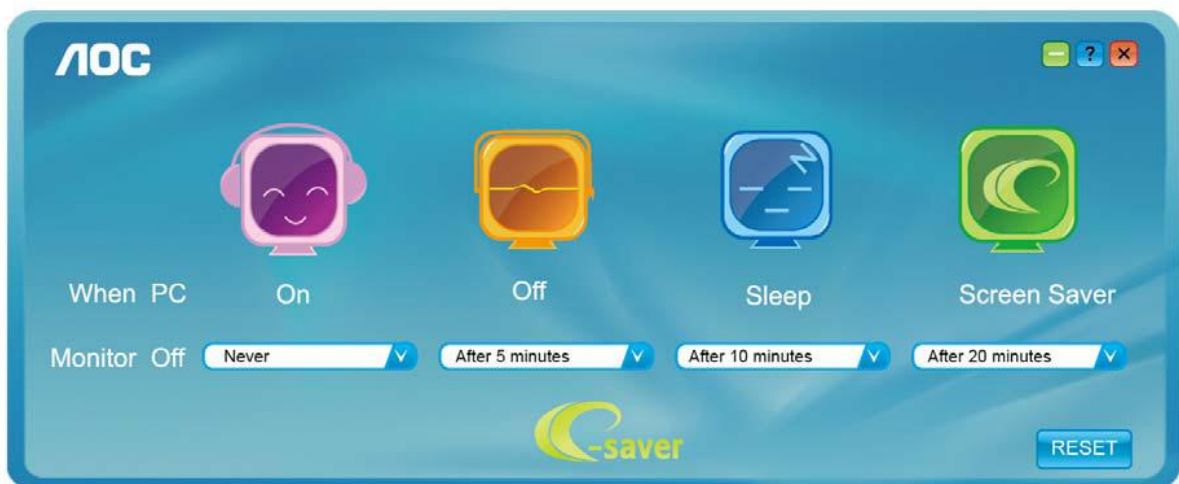 AOC
?
When PC On Off Sleep Screen Saver
Monitor Off Never After 5 minutes After 10 minutes After 20 minutes
e-saver
RESET